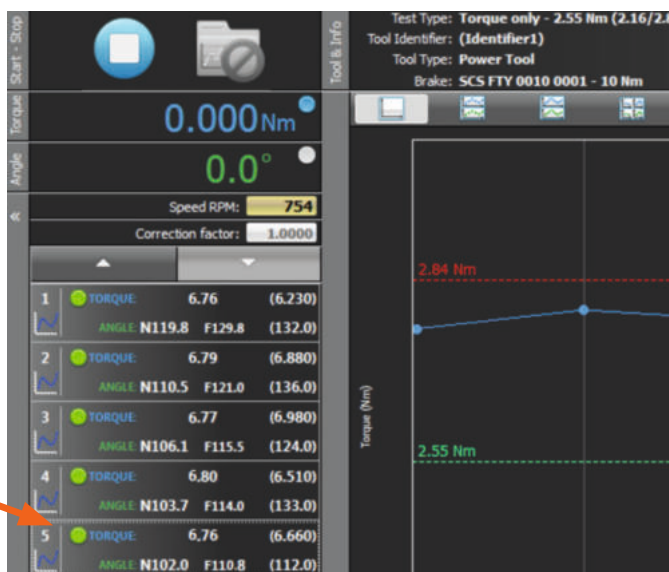 Start - Stop
Tool & Info
Test Type: Torque only - 2.55 Nm (2.16/2.
Tool Identifier: (Identifier1)
Tool Type: Power Tool
Brake: SCS FTY 0010 0001 - 10 Nm
Torque
0.000 Nm
Angle
0.0°
Speed RPM: 754
Correction factor: 1.0000
1 TORQUE: 6.76 (6.230)
ANGLE: N119.8 F129.8 (132.0)
2 TORQUE: 6.79 (6.880)
ANGLE: N110.5 F121.0 (136.0)
3 TORQUE: 6.77 (6.980)
ANGLE: N106.1 F115.5 (124.0)
4 TORQUE: 6.80 (6.510)
ANGLE: N103.7 F114.0 (133.0)
5 TORQUE: 6.76 (6.660)
ANGLE: N102.0 F110.8 (112.0)
2.84 Nm
Torque (Nm)
2.55 Nm